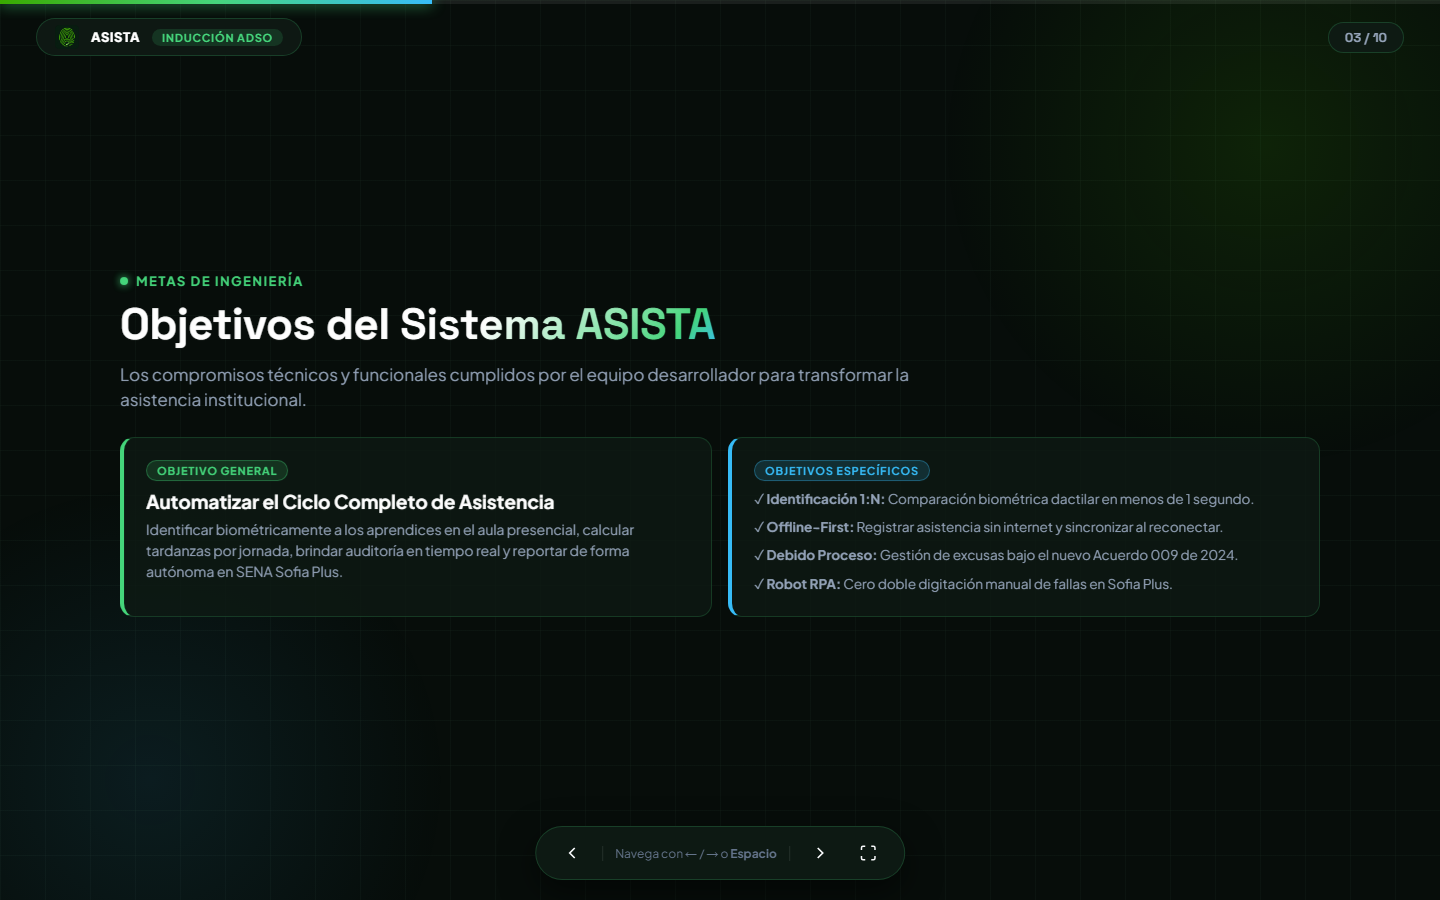 ASISTA INDUCCIÓN ADSO
03 / 10
METAS DE INGENIERÍA
Objetivos del Sistema ASISTA
Los compromisos técnicos y funcionales cumplidos por el equipo desarrollador para transformar la
asistencia institucional.
OBJETIVO GENERAL
Automatizar el Ciclo Completo de Asistencia
Identificar biométricamente a los aprendices en el aula presencial, calcular
tardanzas por jornada, brindar auditoría en tiempo real y reportar de forma
autónoma en SENA Sofia Plus.
OBJETIVOS ESPECÍFICOS
✓ Identificación 1:N: Comparación biométrica dactilar en menos de 1 segundo.
✓ Offline-First: Registrar asistencia sin internet y sincronizar al reconectar.
✓ Debido Proceso: Gestión de excusas bajo el nuevo Acuerdo 009 de 2024.
✓ Robot RPA: Cero doble digitación manual de fallas en Sofia Plus.
Navega con ← / → o Espacio